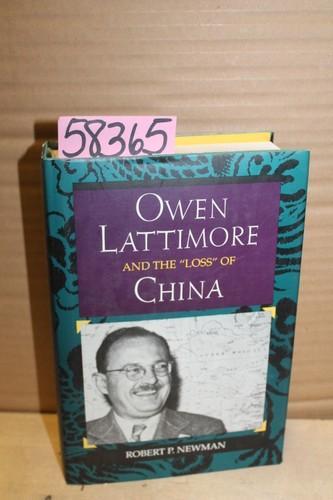 58365
OWEN
LATTIMORE
AND THE "LOSS" OF
CHINA
ROBERT P. NEWMAN